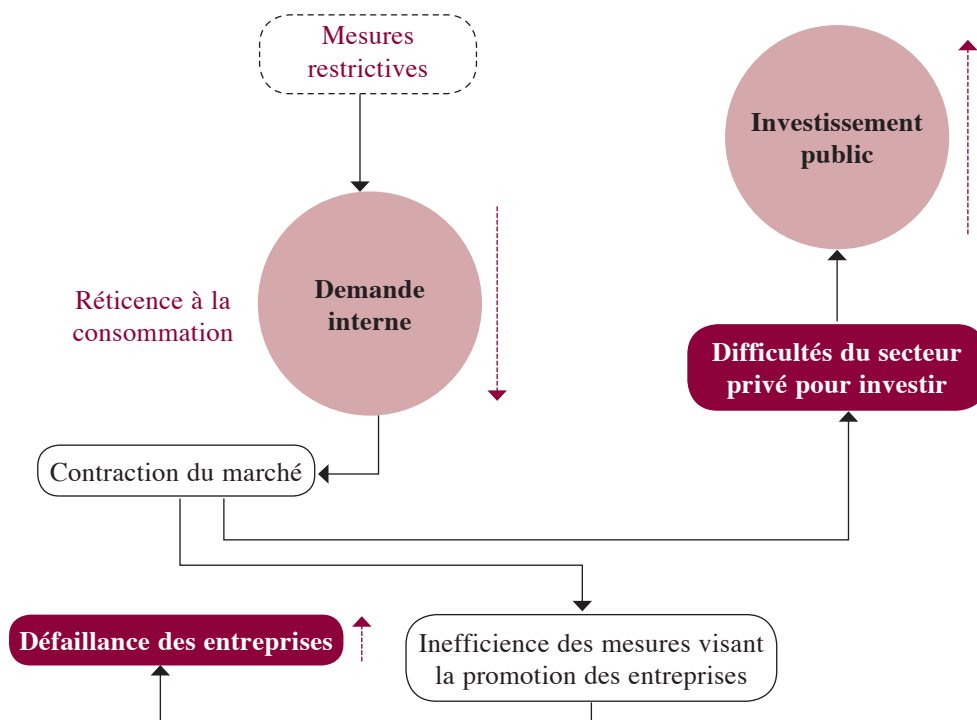 Mesures
restrictives
Investissement
public
Réticence à la
consommation
Demande
interne
Difficultés du secteur
privé pour investir
Contraction du marché
Défaillance des entreprises
Inefficience des mesures visant
la promotion des entreprises